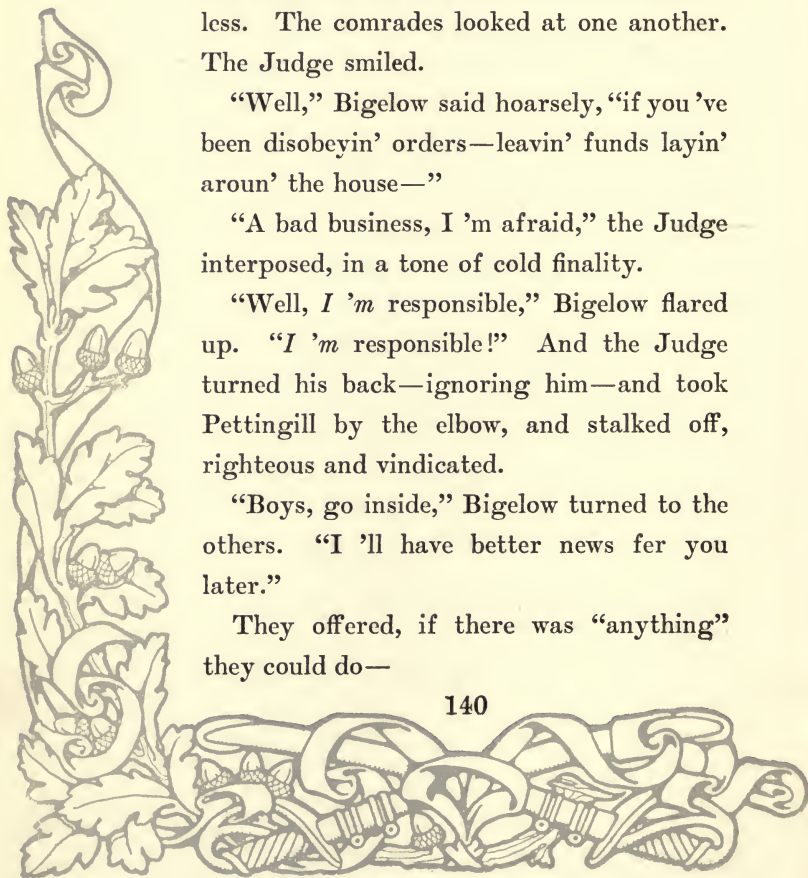 less. The comrades looked at one another.
The Judge smiled.
“Well,” Bigelow said hoarsely, “if you ’ve
been disobeyin’ orders—leavin’ funds layin’
aroun’ the house—”
“A bad business, I ’m afraid,” the Judge
interposed, in a tone of cold finality.
“Well, I ’m responsible,” Bigelow flared
up. “I ’m responsible!” And the Judge
turned his back—ignoring him—and took
Pettingill by the elbow, and stalked off,
righteous and vindicated.
“Boys, go inside,” Bigelow turned to the
others. “I ’ll have better news fer you
later.”
They offered, if there was “anything”
they could do—
140